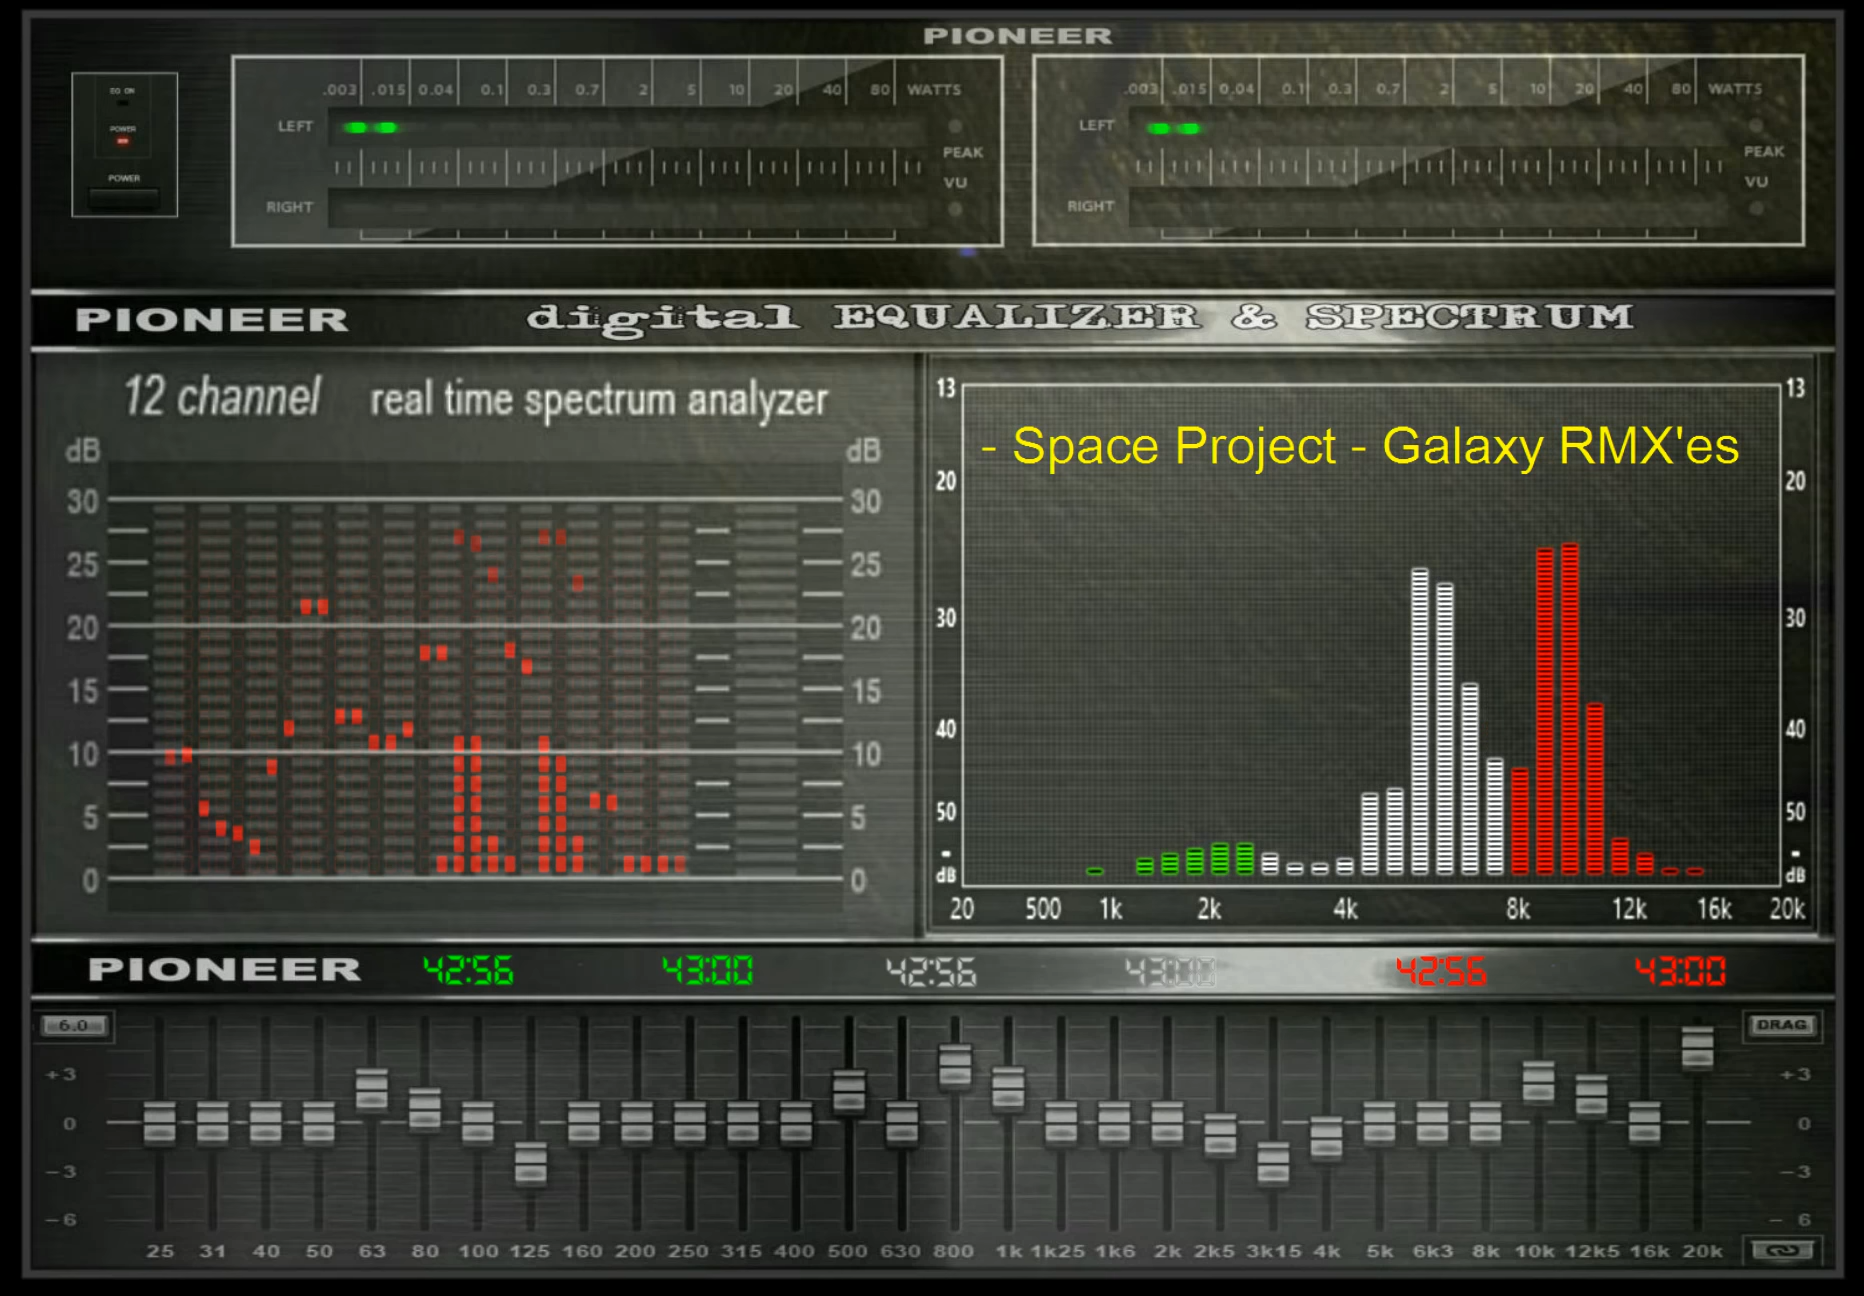 PIONEER
EQ ON
POWER
POWER
.003 .015 0.04 0.1 0.3 0.7 2 5 10 20 40 80 WATTS
LEFT
PEAK
VU
RIGHT
.003 .015 0.04 0.1 0.3 0.7 2 5 10 20 40 80 WATTS
LEFT
PEAK
VU
RIGHT
PIONEER digital EQUALIZER & SPECTRUM
12 channel real time spectrum analyzer
dB dB
30 30
25 25
20 20
15 15
10 10
5 5
0 0
- Space Project - Galaxy RMX'es
13 13
20 20
30 30
40 40
50 50
- -
dB dB
20 500 1k 2k 4k 8k 12k 16k 20k
PIONEER 42:56 43:00 42:56 43:00 42:56 43:00
6.0 DRAG
+3 +3
0 0
-3 -3
-6 - 6
25 31 40 50 63 80 100 125 160 200 250 315 400 500 630 800 1k 1k25 1k6 2k 2k5 3k15 4k 5k 6k3 8k 10k 12k5 16k 20k